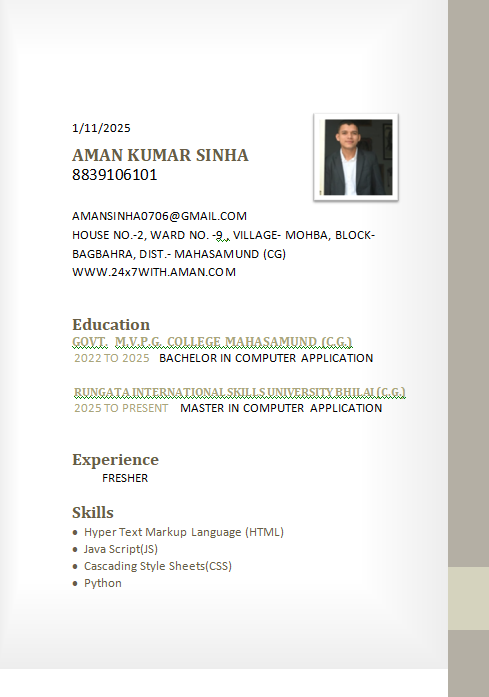 1/11/2025
AMAN KUMAR SINHA
8839106101
AMANSINHA0706@GMAIL.COM
HOUSE NO.-2, WARD NO. -9., VILLAGE- MOHBA, BLOCK-
BAGBAHRA, DIST.- MAHASAMUND (CG)
WWW.24x7WITH.AMAN.COM
Education
GOVT. M.V.P.G. COLLEGE MAHASAMUND (C.G.)
2022 TO 2025 BACHELOR IN COMPUTER APPLICATION
RUNGATA INTERNATIONAL SKILLS UNIVERSITY BHILAI (C.G.)
2025 TO PRESENT MASTER IN COMPUTER APPLICATION
Experience
FRESHER
Skills
• Hyper Text Markup Language (HTML)
• Java Script(JS)
• Cascading Style Sheets(CSS)
• Python